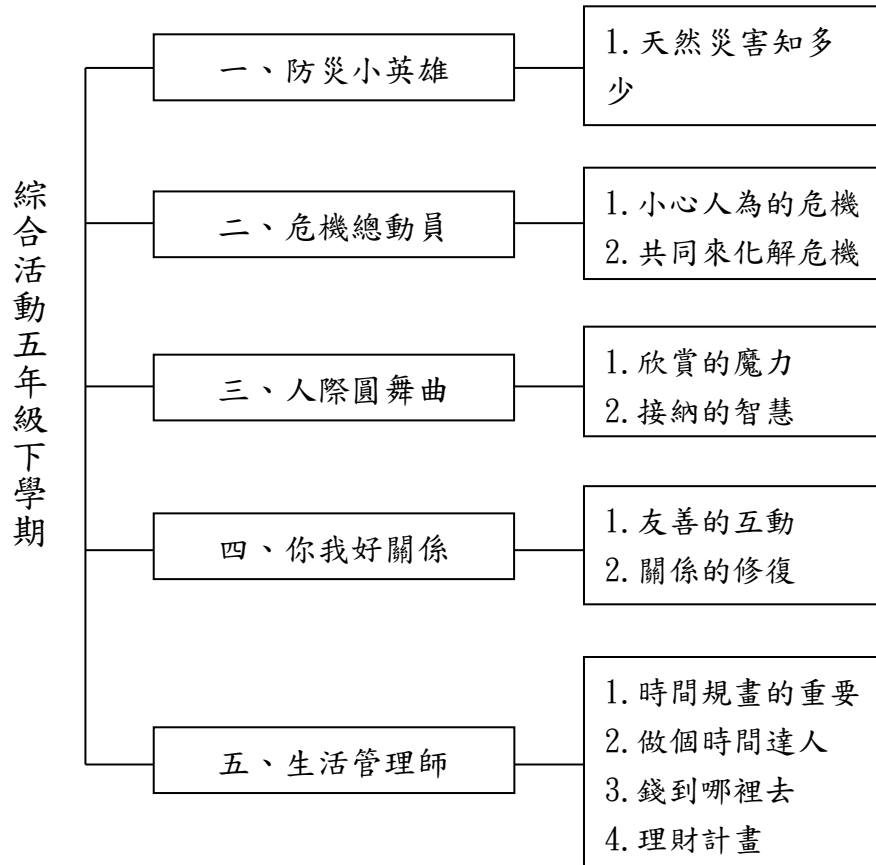 綜合活動五年級下學期
一、防災小英雄
1.天然災害知多
少
二、危機總動員
1.小心人為的危機
2.共同來化解危機
三、人際圓舞曲
1.欣賞的魔力
2.接納的智慧
四、你我好關係
1.友善的互動
2.關係的修復
五、生活管理師
1.時間規畫的重要
2.做個時間達人
3.錢到哪裡去
4.理財計畫